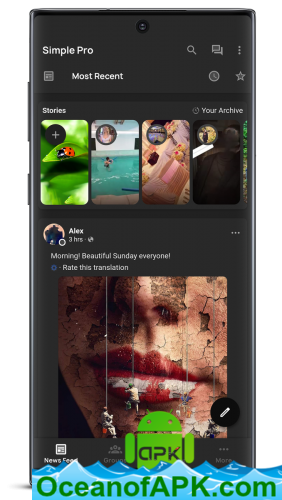 Simple Pro
Most Recent
Stories
Your Archive
Alex
3 hrs ·
Morning! Beautiful Sunday everyone!
· Rate this translation
News Feed
More
apk
OceanofAPK.com